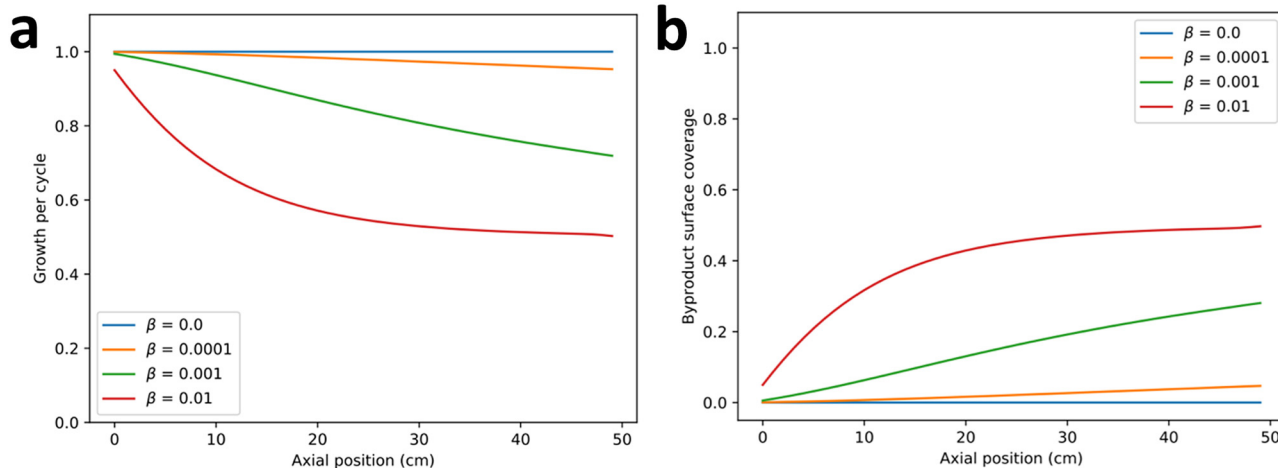 a
1.0
0.8
0.6
0.4
0.2
0.0
Growth per cycle
β = 0.0
β = 0.0001
β = 0.001
β = 0.01
0 10 20 30 40 50
Axial position (cm)
b
1.0
0.8
0.6
0.4
0.2
0.0
Byproduct surface coverage
β = 0.0
β = 0.0001
β = 0.001
β = 0.01
0 10 20 30 40 50
Axial position (cm)